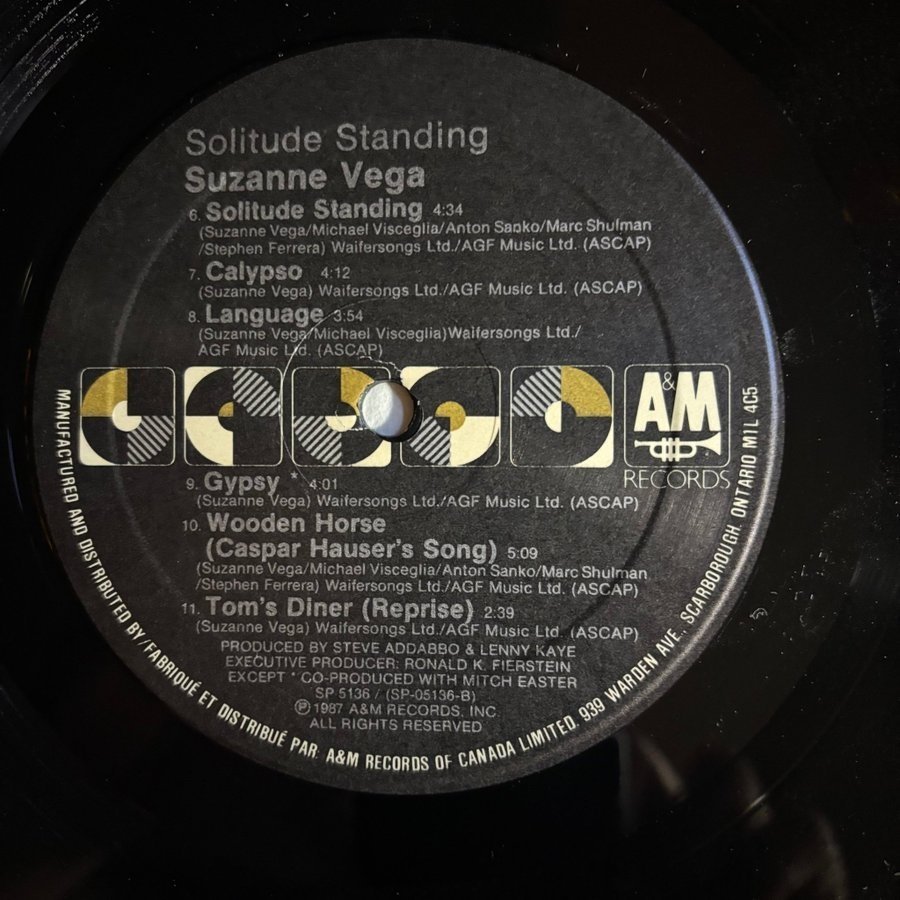 Solitude Standing
Suzanne Vega
6. Solitude Standing 4:34
(Suzanne Vega/Michael Visceglia/Anton Sanko/Marc Shulman
/Stephen Ferrera) Waifersongs Ltd./AGF Music Ltd. (ASCAP)
7. Calypso 4:12
(Suzanne Vega) Waifersongs Ltd./AGF Music Ltd. (ASCAP)
8. Language 3:54
(Suzanne Vega/Michael Visceglia)Waifersongs Ltd./
AGF Music Ltd. (ASCAP)
A&M
RECORDS
9. Gypsy * 4:01
(Suzanne Vega) Waifersongs Ltd./AGF Music Ltd. (ASCAP)
10. Wooden Horse
(Caspar Hauser's Song) 5:09
(Suzanne Vega/Michael Visceglia/Anton Sanko/Marc Shulman
/Stephen Ferrera) Waifersongs Ltd./AGF Music Ltd. (ASCAP)
11. Tom's Diner (Reprise) 2:39
(Suzanne Vega) Waifersongs Ltd./AGF Music Ltd. (ASCAP)
PRODUCED BY STEVE ADDABBO & LENNY KAYE
EXECUTIVE PRODUCER: RONALD K. FIERSTEIN
EXCEPT * CO-PRODUCED WITH MITCH EASTER
SP 5136 / (SP-05136-B)
℗ 1987 A&M RECORDS, INC.
ALL RIGHTS RESERVED
MANUFACTURED AND DISTRIBUTED BY/FABRIQUÉ ET DISTRIBUÉ PAR A&M RECORDS OF CANADA LIMITED, 939 WARDEN AVE., SCARBOROUGH, ONTARIO M1L 4C5